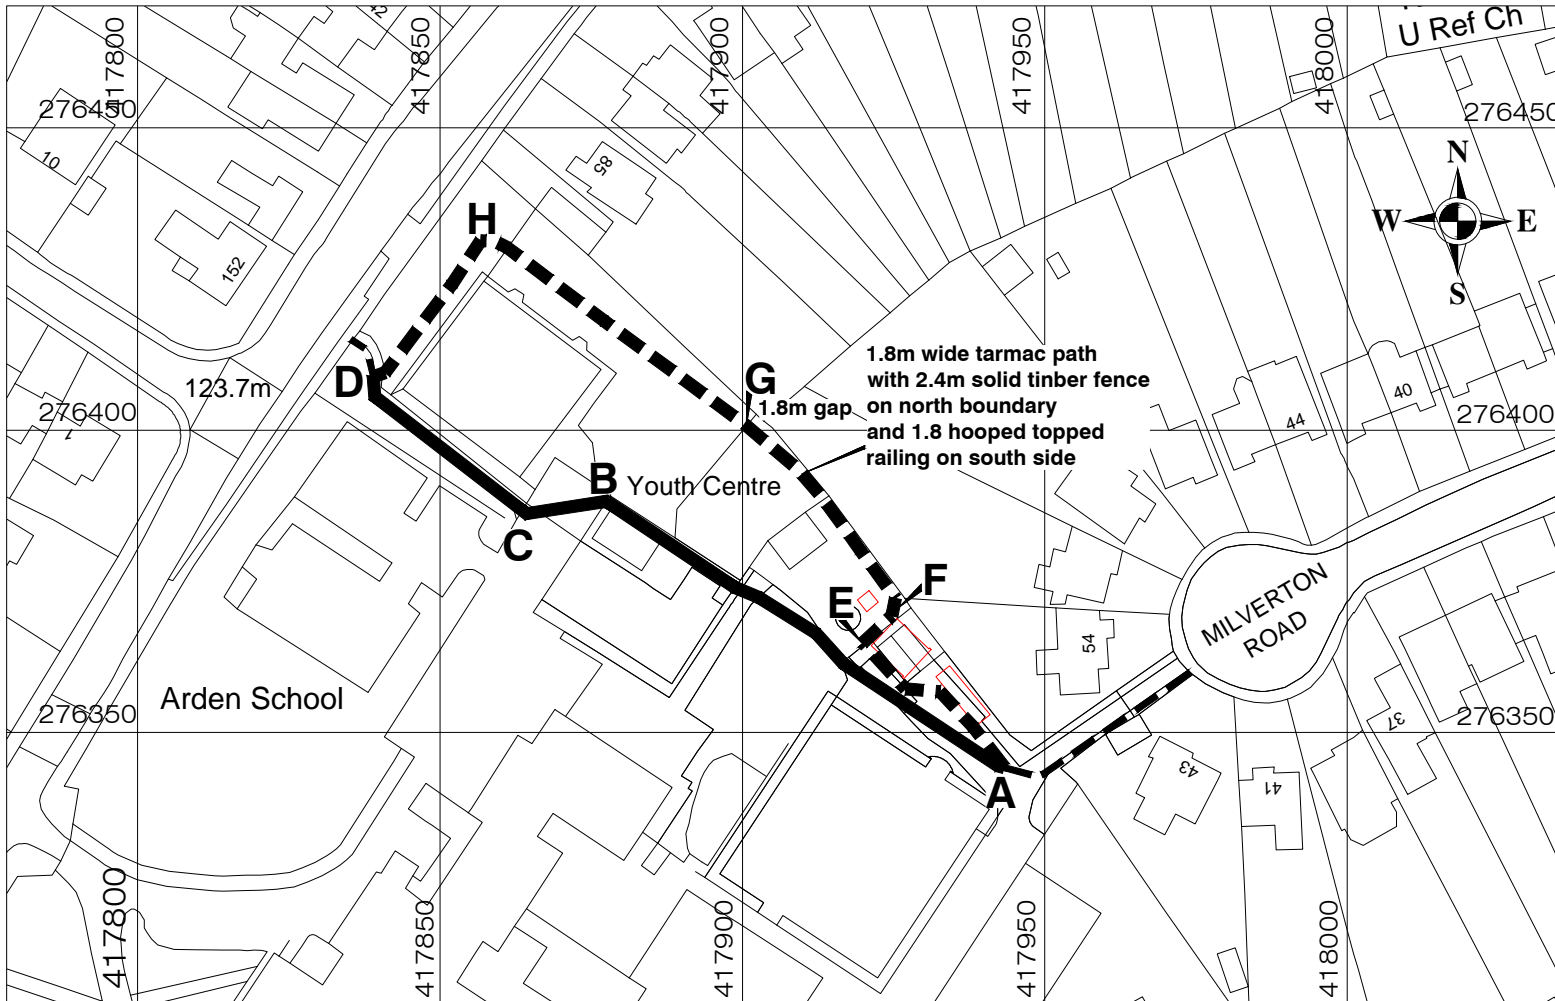 U Ref Ch
42
417800
417850
417900
417950
418000
276450
276450
10
85
N
W
E
S
152
H
1.8m wide tarmac path
with 2.4m solid tinber fence
on north boundary
and 1.8 hooped topped
railing on south side
D
123.7m
G
1.8m gap
40
44
276400
276400
1
B
Youth Centre
C
F
E
MILVERTON
ROAD
54
Arden School
276350
276350
37
43
41
A
417800
417850
417900
417950
418000